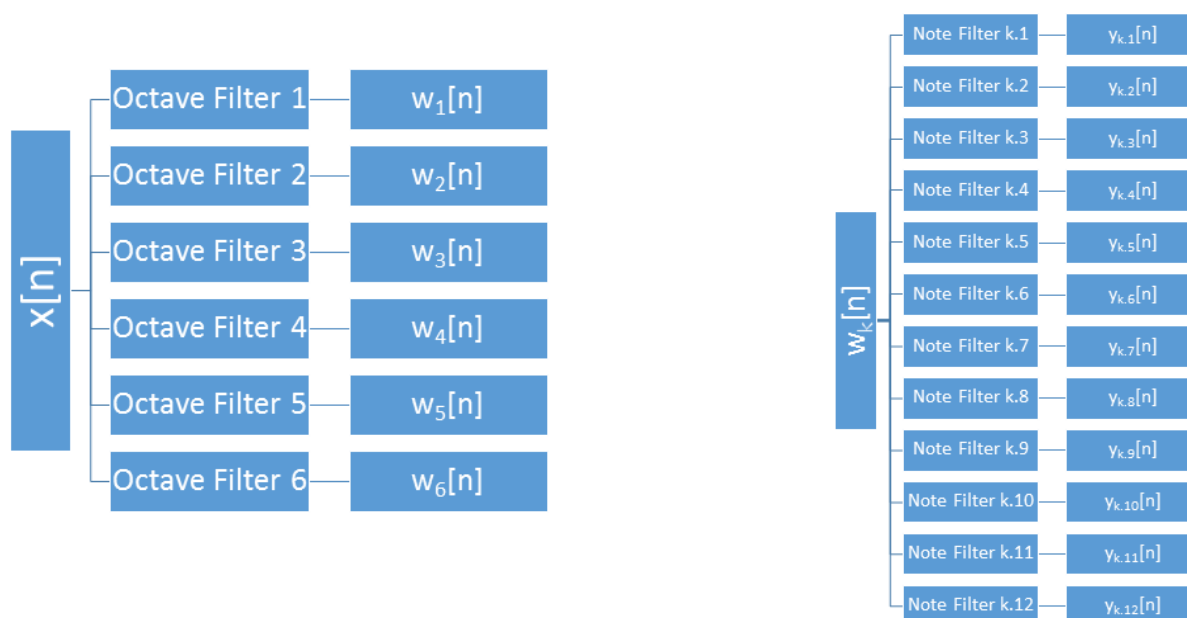 x[n]
Octave Filter 1
w₁[n]
Octave Filter 2
w₂[n]
Octave Filter 3
w₃[n]
Octave Filter 4
w₄[n]
Octave Filter 5
w₅[n]
Octave Filter 6
w₆[n]
wₖ[n]
Note Filter k.1
yₖ.₁[n]
Note Filter k.2
yₖ.₂[n]
Note Filter k.3
yₖ.₃[n]
Note Filter k.4
yₖ.₄[n]
Note Filter k.5
yₖ.₅[n]
Note Filter k.6
yₖ.₆[n]
Note Filter k.7
yₖ.₇[n]
Note Filter k.8
yₖ.₈[n]
Note Filter k.9
yₖ.₉[n]
Note Filter k.10
yₖ.₁₀[n]
Note Filter k.11
yₖ.₁₁[n]
Note Filter k.12
yₖ.₁₂[n]